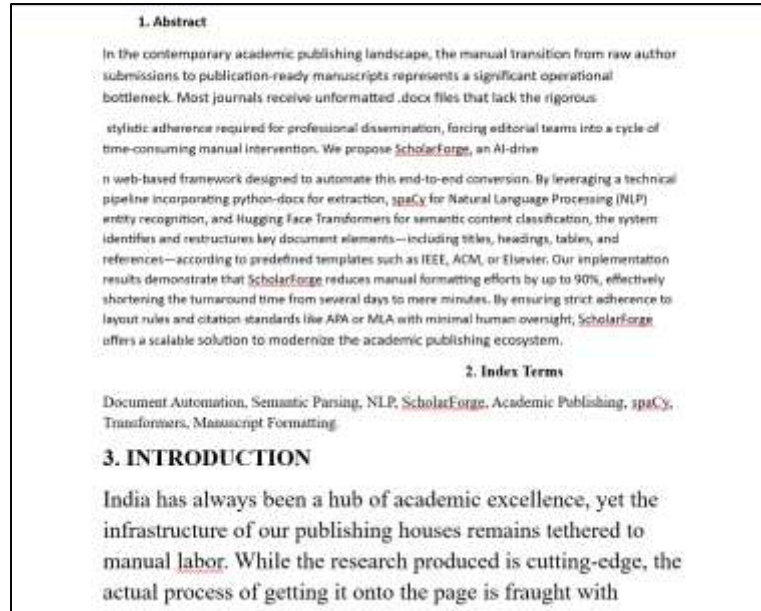 1. Abstract
In the contemporary academic publishing landscape, the manual transition from raw author
submissions to publication-ready manuscripts represents a significant operational
bottleneck. Most journals receive unformatted .docx files that lack the rigorous
stylistic adherence required for professional dissemination, forcing editorial teams into a cycle of
time-consuming manual intervention. We propose ScholarForge, an AI-drive
n web-based framework designed to automate this end-to-end conversion. By leveraging a technical
pipeline incorporating python-docx for extraction, spaCy for Natural Language Processing (NLP)
entity recognition, and Hugging Face Transformers for semantic content classification, the system
identifies and restructures key document elements—including titles, headings, tables, and
references—according to predefined templates such as IEEE, ACM, or Elsevier. Our implementation
results demonstrate that ScholarForge reduces manual formatting efforts by up to 90%, effectively
shortening the turnaround time from several days to mere minutes. By ensuring strict adherence to
layout rules and citation standards like APA or MLA with minimal human oversight, ScholarForge
offers a scalable solution to modernize the academic publishing ecosystem.
2. Index Terms
Document Automation, Semantic Parsing, NLP, ScholarForge, Academic Publishing, spaCy,
Transformers, Manuscript Formatting.
3. INTRODUCTION
India has always been a hub of academic excellence, yet the
infrastructure of our publishing houses remains tethered to
manual labor. While the research produced is cutting-edge, the
actual process of getting it onto the page is fraught with